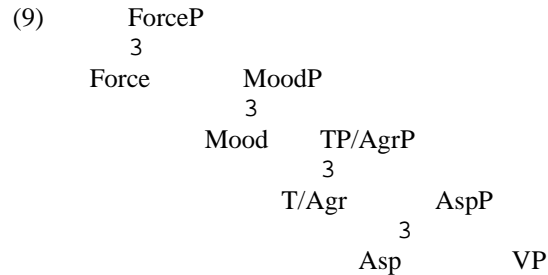 (9) ForceP
3
Force MoodP
3
Mood TP/AgrP
3
T/Agr AspP
3
Asp VP